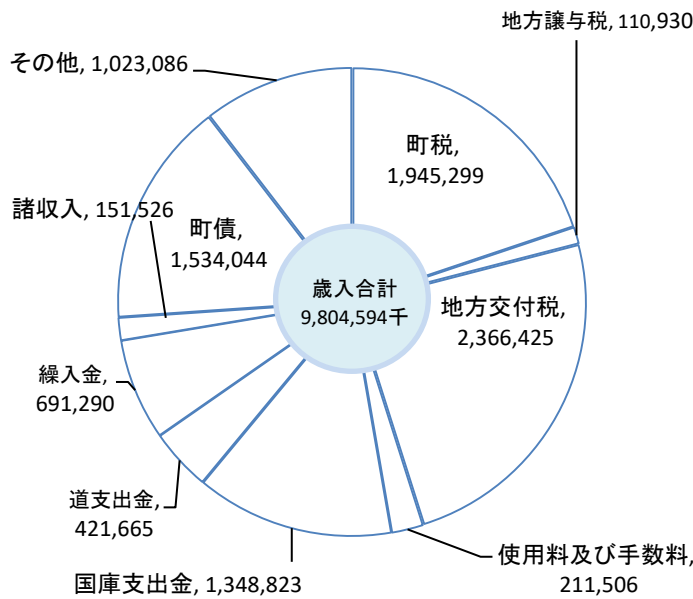 地方譲与税, 110,930
その他, 1,023,086
町税,
1,945,299
諸収入, 151,526
町債,
1,534,044
歳入合計
9,804,594千
地方交付税,
2,366,425
繰入金,
691,290
道支出金,
421,665
使用料及び手数料,
211,506
国庫支出金, 1,348,823